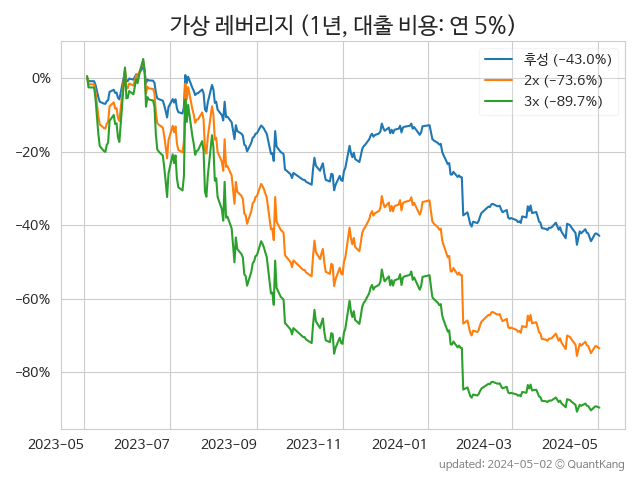 가상 레버리지 (1년, 대출 비용: 연 5%)
후성 (−43.0%)
2x (−73.6%)
3x (−89.7%)
0%
−20%
−40%
−60%
−80%
2023-05 2023-07 2023-09 2023-11 2024-01 2024-03 2024-05
updated: 2024-05-02 © QuantKang